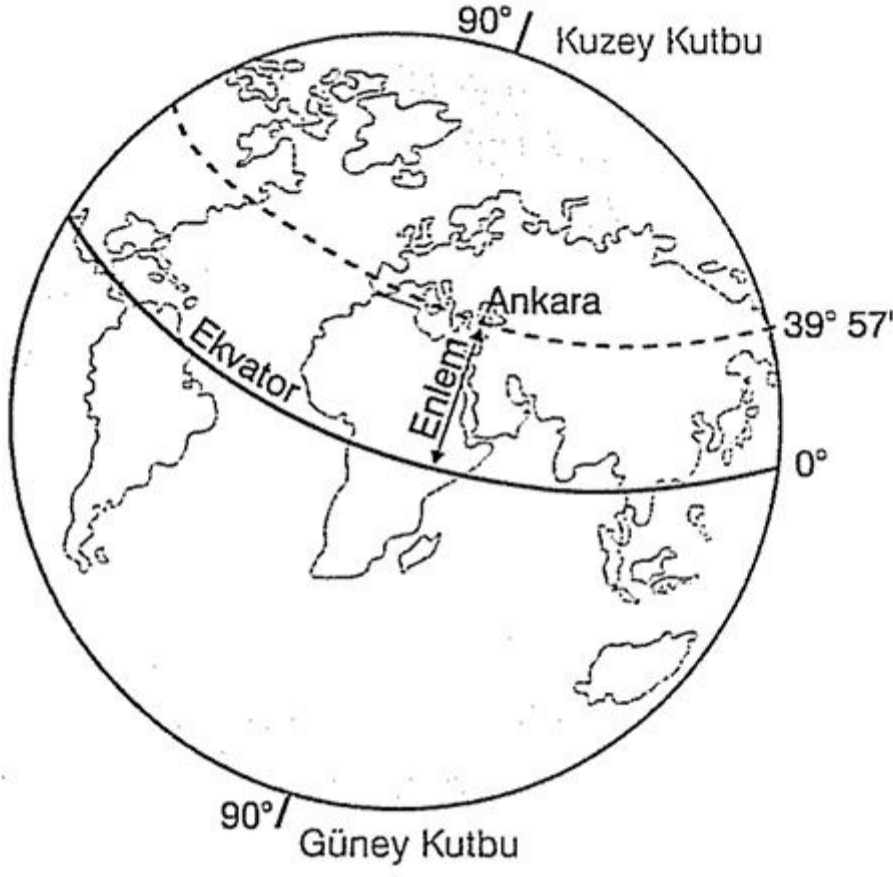 90°
Kuzey Kutbu
Ankara
39° 57'
Ekvator
Enlem
0°
90°
Güney Kutbu